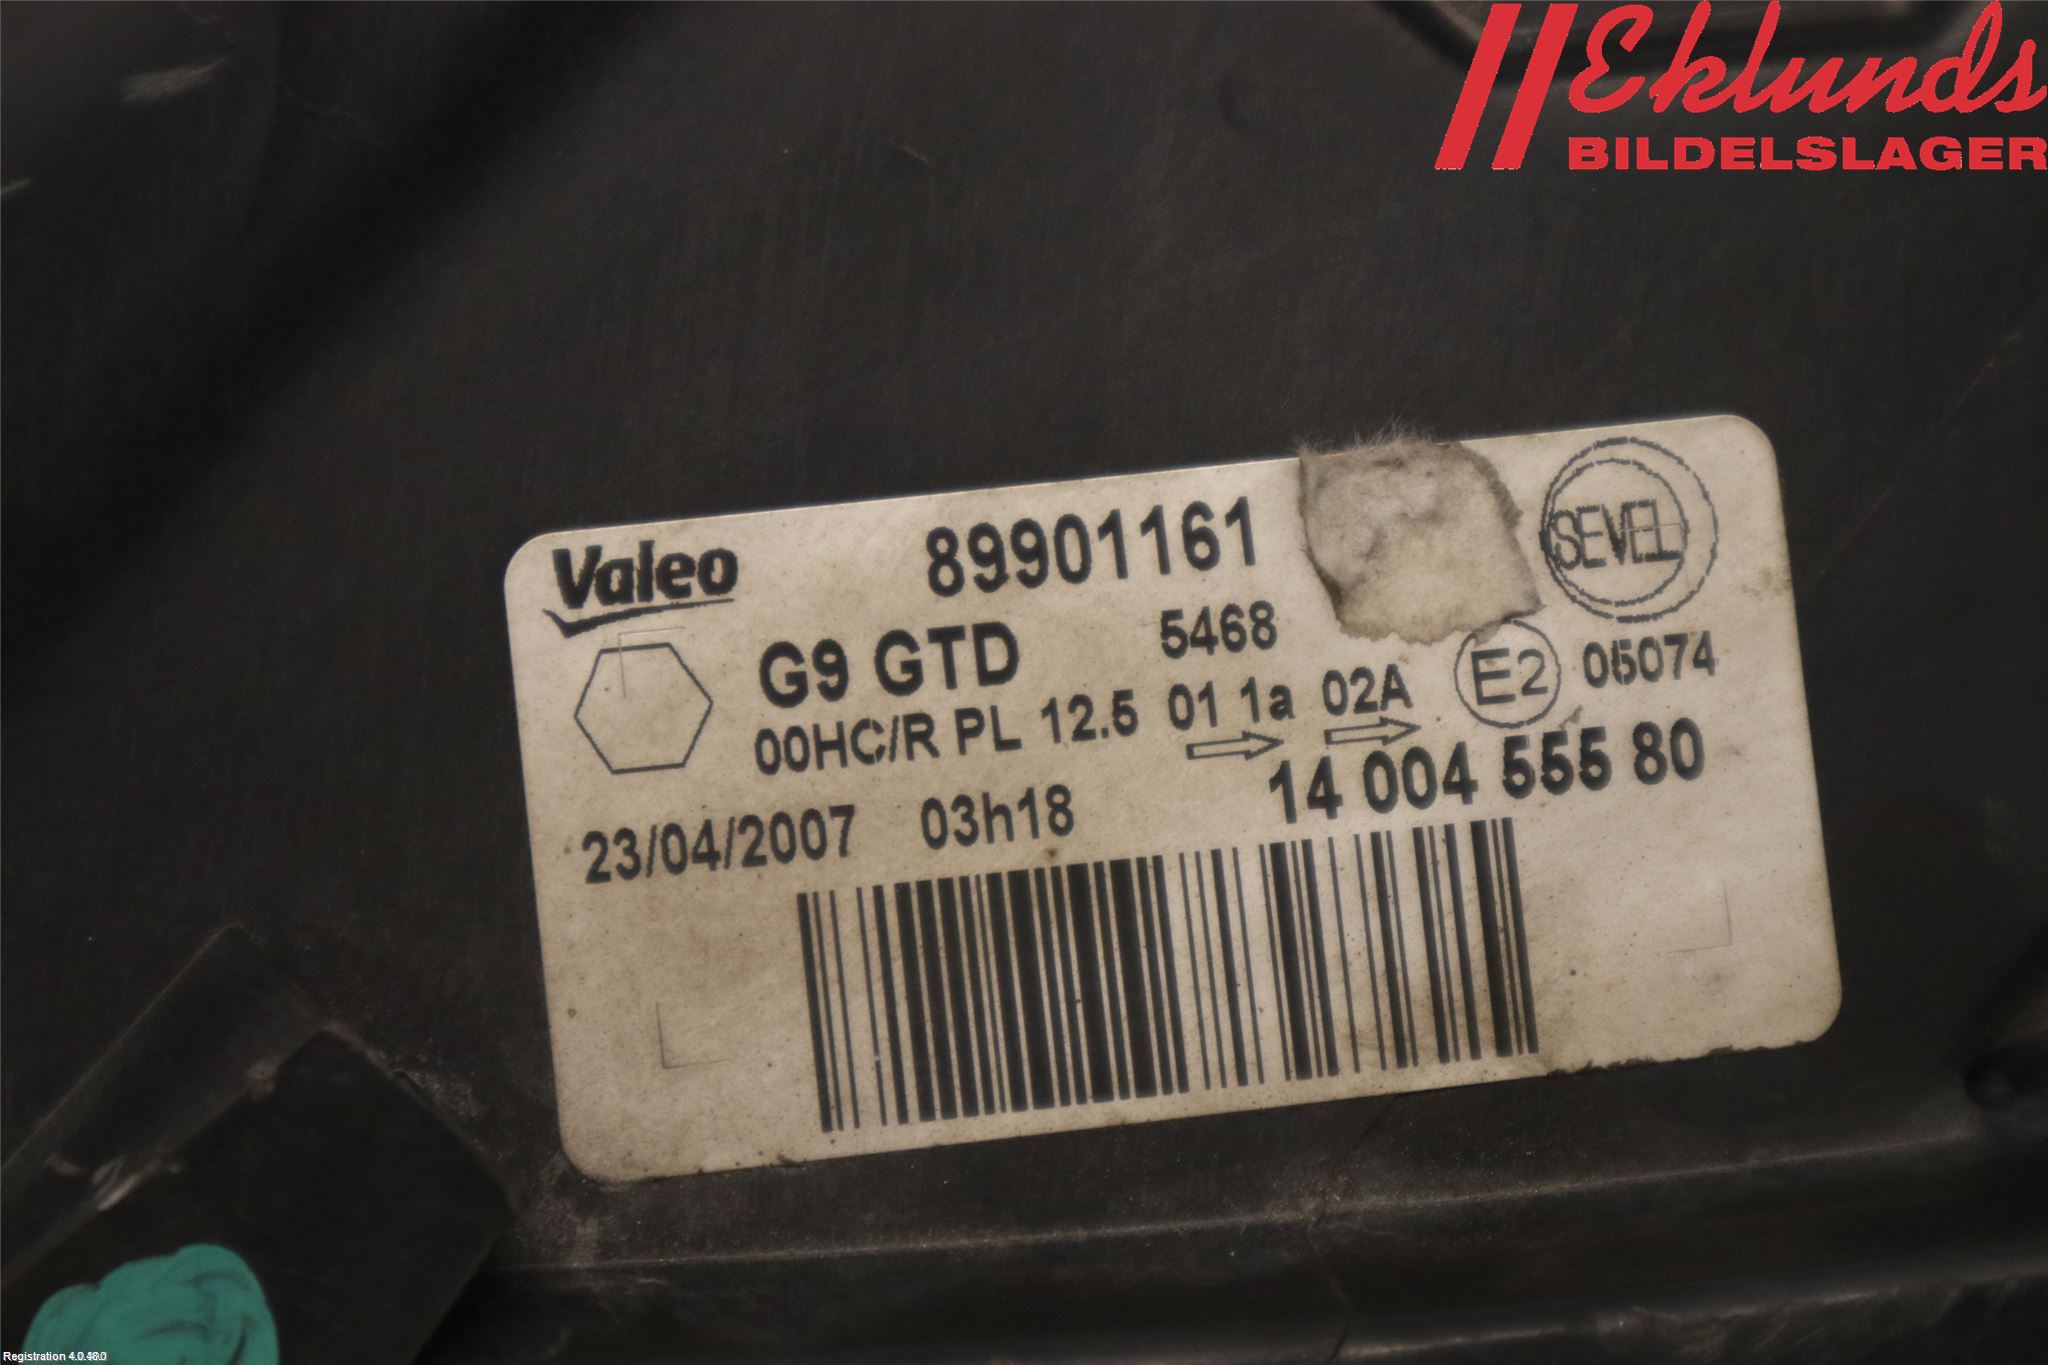 Eklunds
BILDELSLAGER
Valeo 89901161 SEVEL
G9 GTD 5468
00HC/R PL 12.5 01 1a 02A E2 05074
14 004 555 80
23/04/2007 03h18